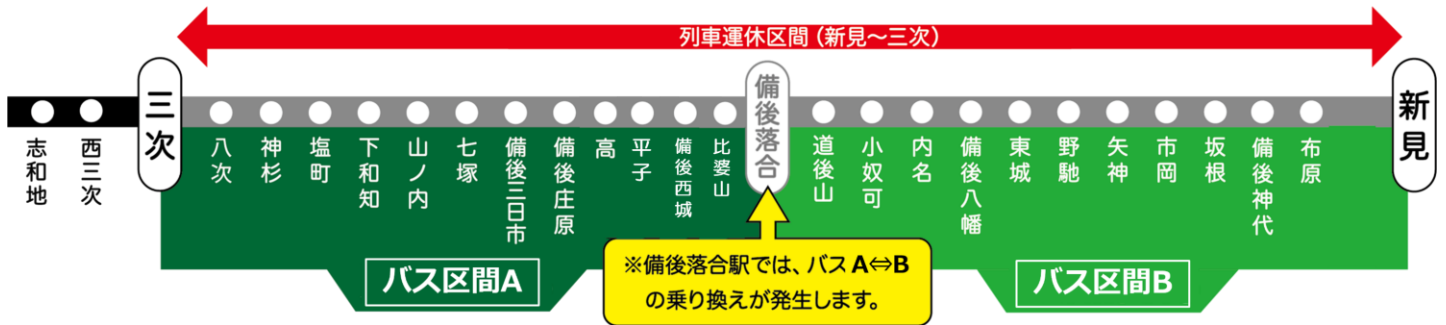 列車運休区間（新見～三次）
志和地
西三次
三次
八次
神杉
塩町
下和知
山ノ内
七塚
備後三日市
備後庄原
高
平子
備後西城
比婆山
備後落合
道後山
小奴可
内名
備後八幡
東城
野馳
矢神
市岡
坂根
備後神代
布原
新見
バス区間A
※備後落合駅では、バスA⇔B
の乗り換えが発生します。
バス区間B